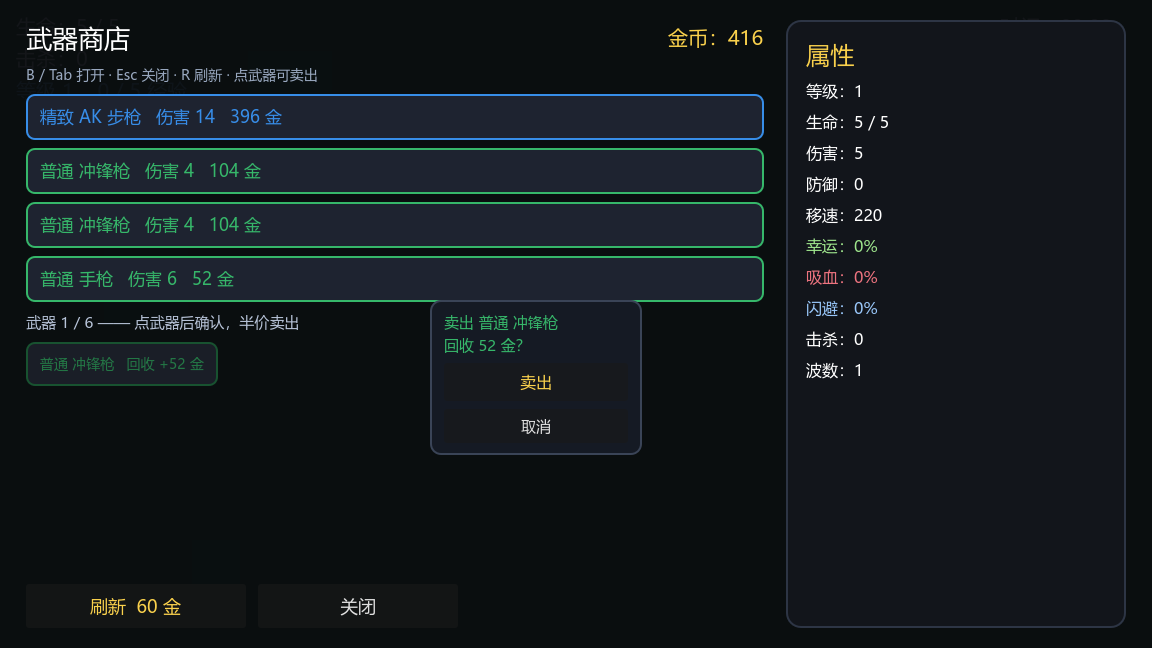 武器商店
金币：416
B / Tab 打开 · Esc 关闭 · R 刷新 · 点武器可卖出
精致 AK 步枪 伤害 14 396 金
普通 冲锋枪 伤害 4 104 金
普通 冲锋枪 伤害 4 104 金
普通 手枪 伤害 6 52 金
武器 1 / 6 —— 点武器后确认，半价卖出
普通 冲锋枪 回收 +52 金
卖出 普通 冲锋枪
回收 52 金?
卖出
取消
刷新 60 金
关闭
属性
等级：1
生命：5 / 5
伤害：5
防御：0
移速：220
幸运：0%
吸血：0%
闪避：0%
击杀：0
波数：1